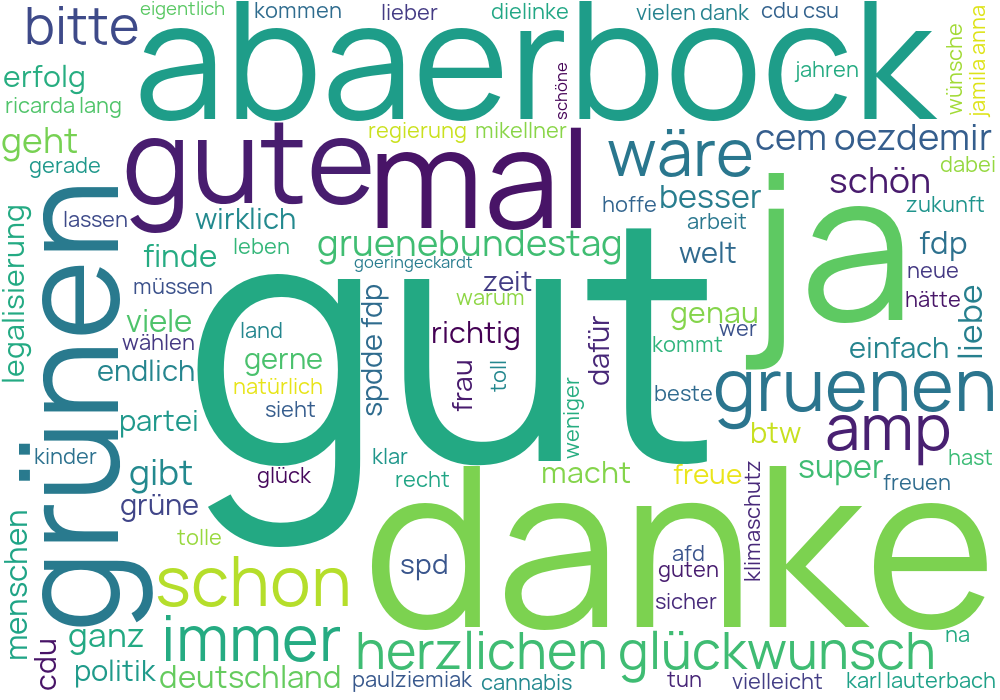 eigentlich
kommen
lieber
dielinke
vielen dank
cdu csu
bitte
abaerbock
wünsche
jamila anna
erfolg
schöne
jahren
ricarda lang
geht
gute
regierung
mikellner
mal
wäre
cem oezdemir
gerade
dabei
schön
besser
hoffe
zukunft
lassen
wirklich
arbeit
ja
grünen
legalisierung
finde
leben
gruenebundestag
welt
fdp
goeringeckardt
zeit
neue
müssen
warum
hätte
gut
viele
land
spdde fdp
richtig
dafür
genau
wer
liebe
wählen
gerne
kommt
einfach
endlich
natürlich
frau
toll
beste
gruenen
sieht
weniger
partei
btw
amp
kinder
gibt
glück
klar
recht
macht
freue
super
hast
freuen
grüne
danke
klimaschutz
menschen
tolle
spd
afd
guten
schon
sicher
cdu
ganz
immer
herzlichen glückwunsch
na
politik
deutschland
paulziemiak
cannabis
tun
vielleicht
karl lauterbach